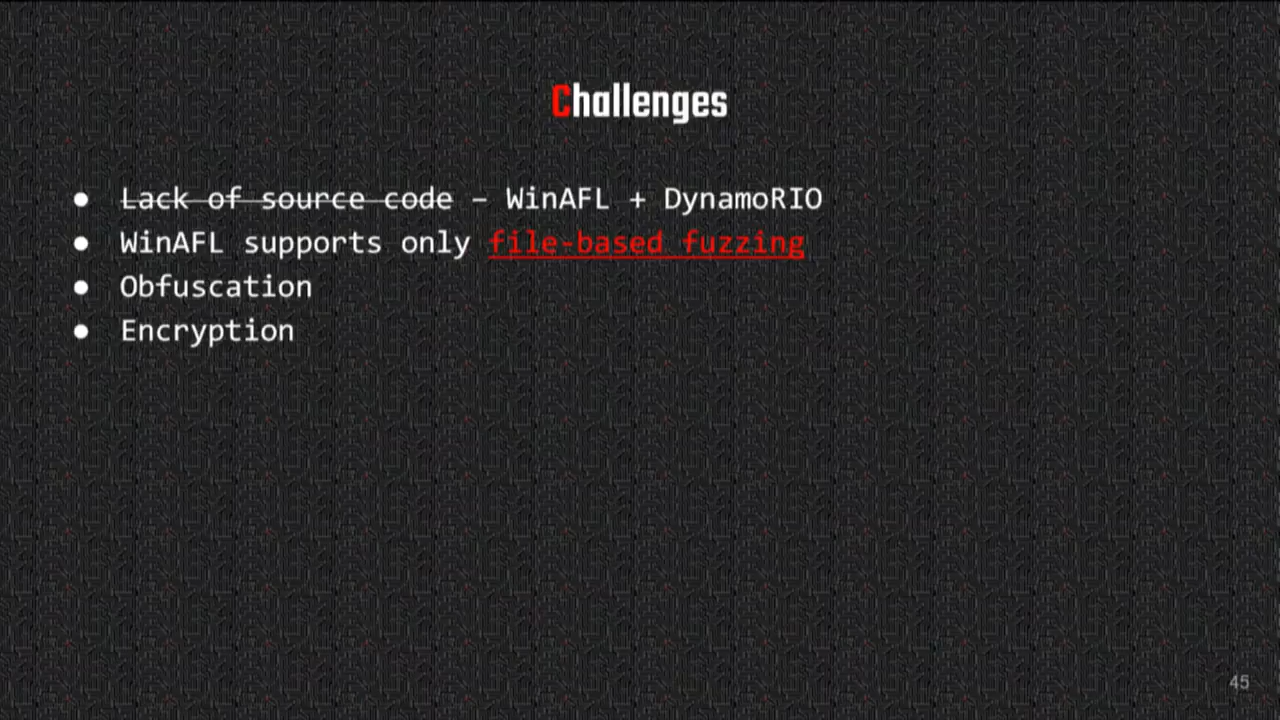 Challenges
● Lack of source code – WinAFL + DynamoRIO
● WinAFL supports only file-based fuzzing
● Obfuscation
● Encryption
45